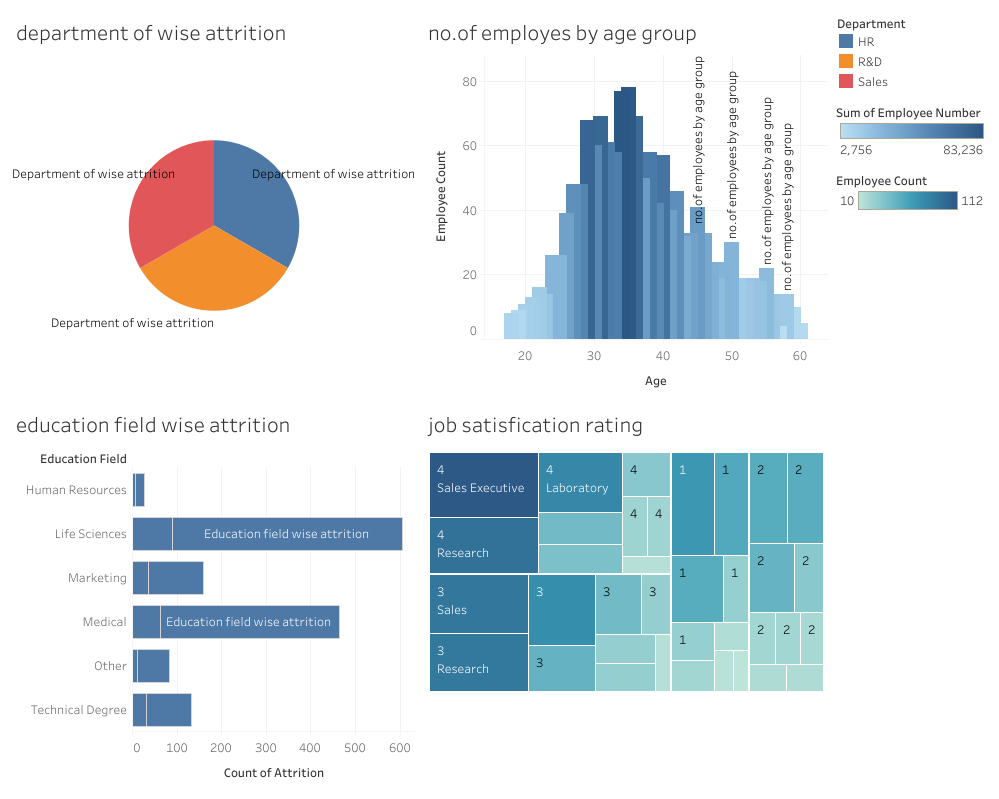 department of wise attrition
Department of wise attrition
Department of wise attrition
Department of wise attrition
no.of employes by age group
Employee Count
80
60
40
20
0
no.of employees by age group
no.of employees by age group
no.of employees by age group
no.of employees by age group
20
30
40
50
60
Age
Department
HR
R&D
Sales
Sum of Employee Number
2,756
83,236
Employee Count
10
112
education field wise attrition
Education Field
Human Resources
Life Sciences
Education field wise attrition
Marketing
Medical
Education field wise attrition
Other
Technical Degree
0
100
200
300
400
500
600
Count of Attrition
job satisfication rating
4
Sales Executive
4
Laboratory
4
4
4
4
Research
3
Sales
3
3
3
3
Research
3
1
1
1
1
1
2
2
2
2
2
2
2